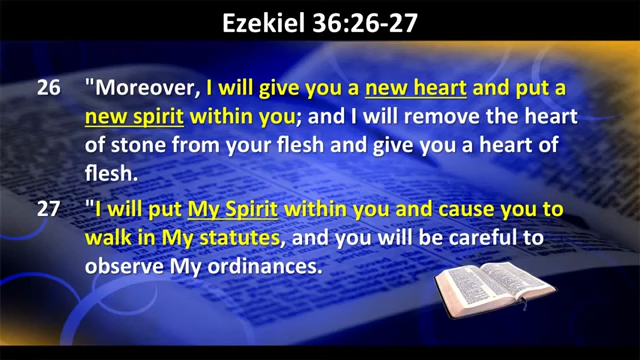 Ezekiel 36:26-27
26 "Moreover, I will give you a new heart and put a
new spirit within you; and I will remove the heart
of stone from your flesh and give you a heart of
flesh.
27 "I will put My Spirit within you and cause you to
walk in My statutes, and you will be careful to
observe My ordinances.